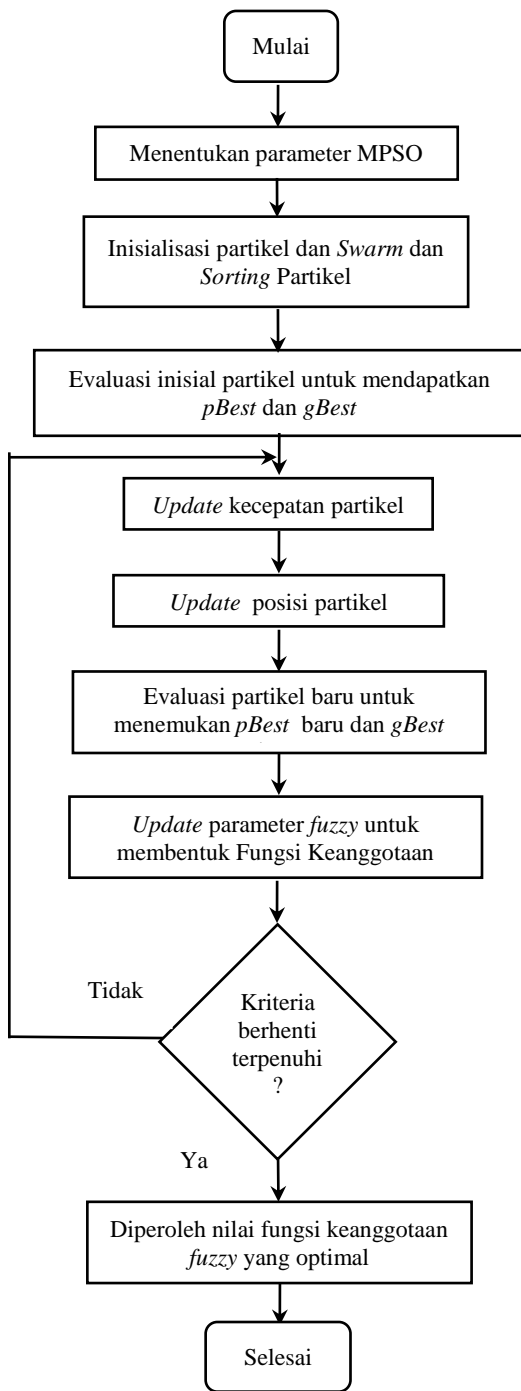 Mulai
Menentukan parameter MPSO
Inisialisasi partikel dan Swarm dan
Sorting Partikel
Evaluasi inisial partikel untuk mendapatkan
pBest dan gBest
Update kecepatan partikel
Update posisi partikel
Evaluasi partikel baru untuk
menemukan pBest baru dan gBest
Update parameter fuzzy untuk
membentuk Fungsi Keanggotaan
Tidak
Kriteria
berhenti
terpenuhi
?
Ya
Diperoleh nilai fungsi keanggotaan
fuzzy yang optimal
Selesai